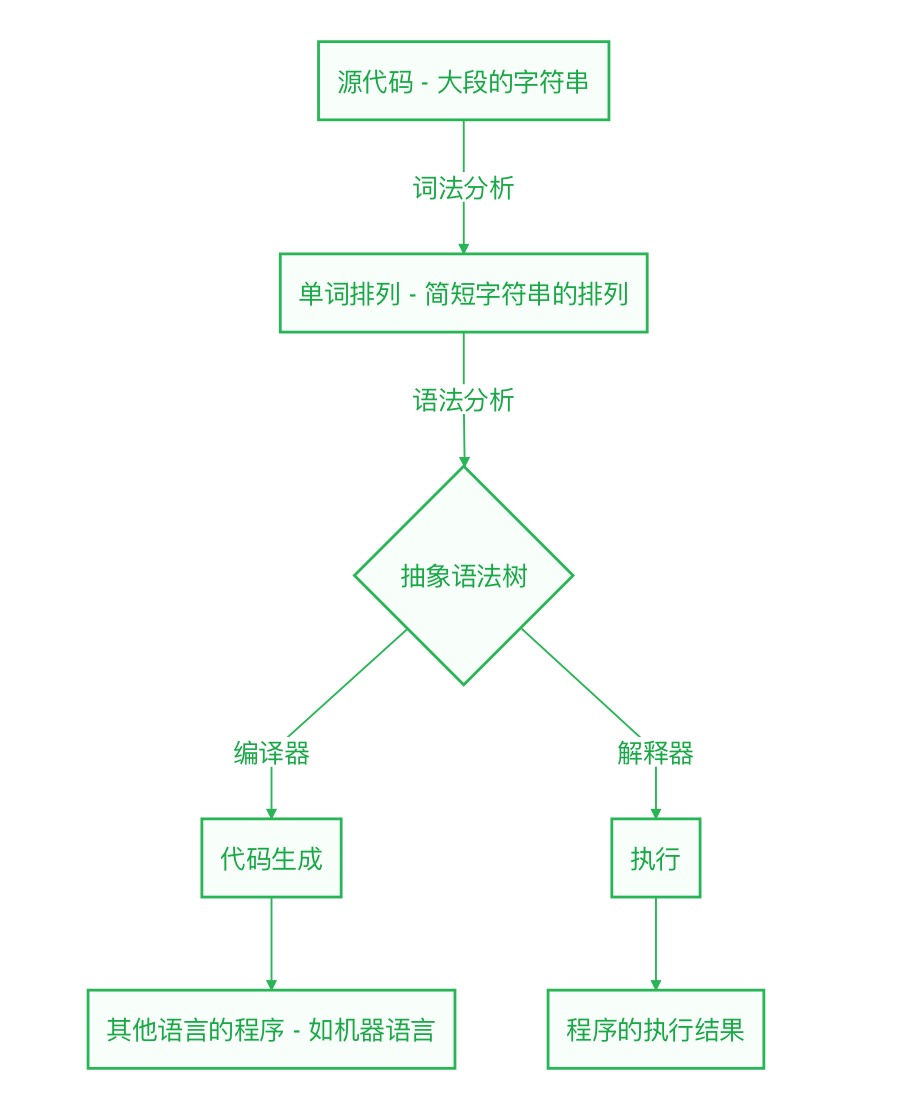 源代码 - 大段的字符串
词法分析
单词排列 - 简短字符串的排列
语法分析
抽象语法树
编译器
解释器
代码生成
执行
其他语言的程序 - 如机器语言
程序的执行结果